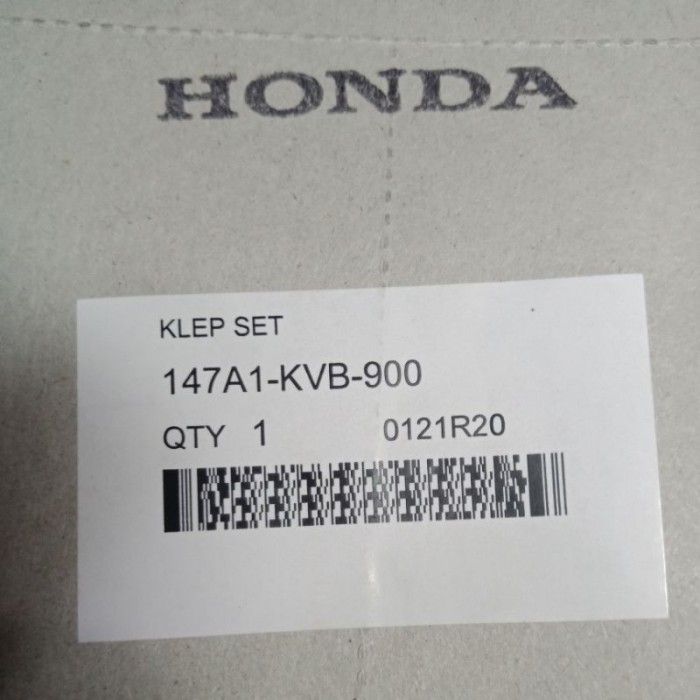 HONDA
KLEP SET
147A1-KVB-900
QTY 1 0121R20